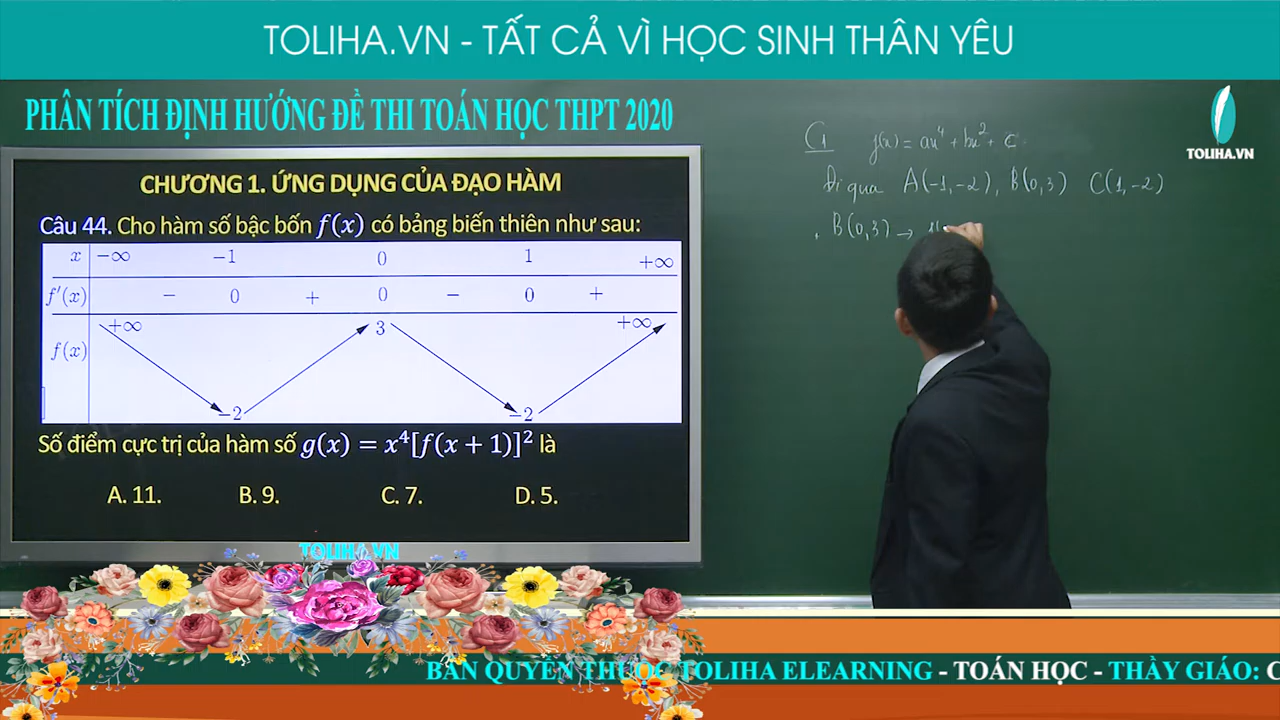 TOLIHA.VN - TẤT CẢ VÌ HỌC SINH THÂN YÊU
PHÂN TÍCH ĐỊNH HƯỚNG ĐỀ THI TOÁN HỌC THPT 2020
TOLIHA.VN
CHƯƠNG 1. ỨNG DỤNG CỦA ĐẠO HÀM
Câu 44. Cho hàm số bậc bốn f(x) có bảng biến thiên như sau:
x −∞ −1 0 1 +∞
f′(x) − 0 + 0 − 0 +
+∞ 3 +∞
f(x)
−2 −2
Số điểm cực trị của hàm số g(x) = x⁴[f(x + 1)]² là
A. 11. B. 9. C. 7. D. 5.
TOLIHA.VN
C1 f(x) = ax⁴ + bx² + c
Đi qua A(-1,-2), B(0,3) C(1,-2)
B(0,3) →
BẢN QUYỀN THUỘC TOLIHA ELEARNING - TOÁN HỌC - THẦY GIÁO: C